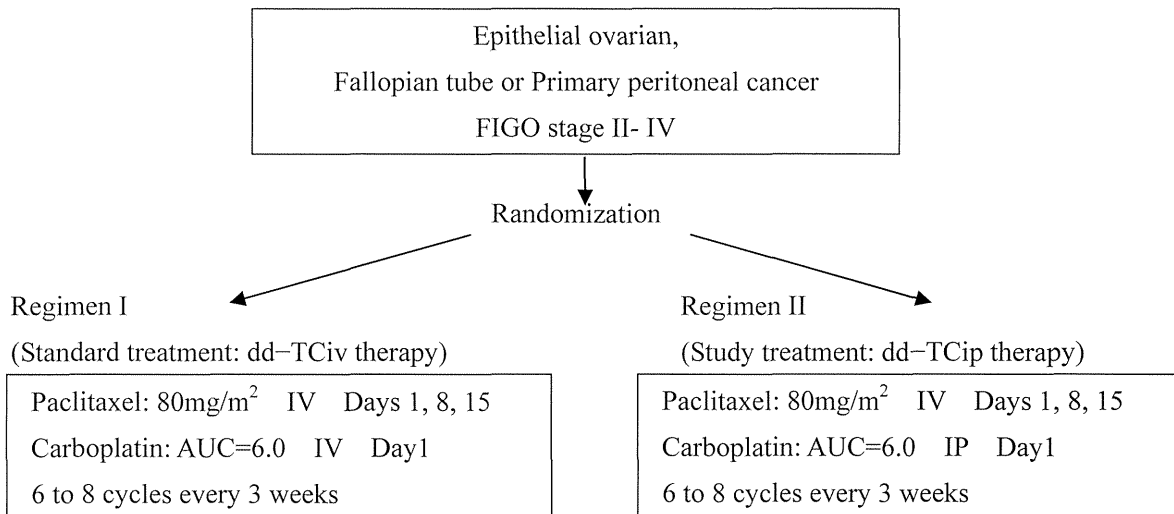 Epithelial ovarian,
Fallopian tube or Primary peritoneal cancer
FIGO stage II- IV
Randomization
Regimen I
(Standard treatment: dd−TCiv therapy)
Paclitaxel: 80mg/m² IV Days 1, 8, 15
Carboplatin: AUC=6.0 IV Day1
6 to 8 cycles every 3 weeks
Regimen II
(Study treatment: dd−TCip therapy)
Paclitaxel: 80mg/m² IV Days 1, 8, 15
Carboplatin: AUC=6.0 IP Day1
6 to 8 cycles every 3 weeks